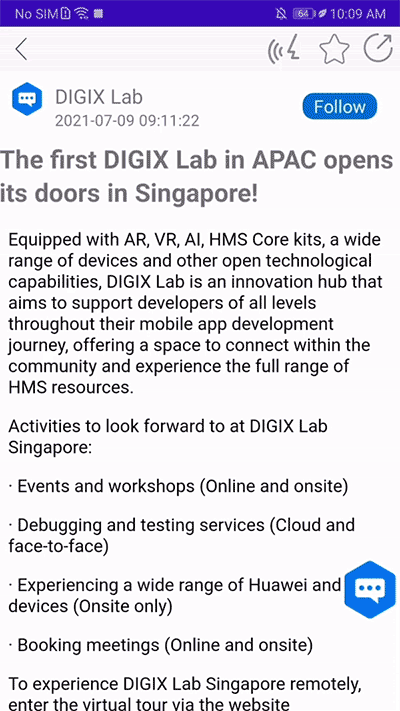 No SIM 64 10:09 AM
DIGIX Lab
2021-07-09 09:11:22
Follow
The first DIGIX Lab in APAC opens
its doors in Singapore!
Equipped with AR, VR, AI, HMS Core kits, a wide
range of devices and other open technological
capabilities, DIGIX Lab is an innovation hub that
aims to support developers of all levels
throughout their mobile app development
journey, offering a space to connect within the
community and experience the full range of
HMS resources.
Activities to look forward to at DIGIX Lab
Singapore:
· Events and workshops (Online and onsite)
· Debugging and testing services (Cloud and
face-to-face)
· Experiencing a wide range of Huawei and
devices (Onsite only)
· Booking meetings (Online and onsite)
To experience DIGIX Lab Singapore remotely,
enter the virtual tour via the website